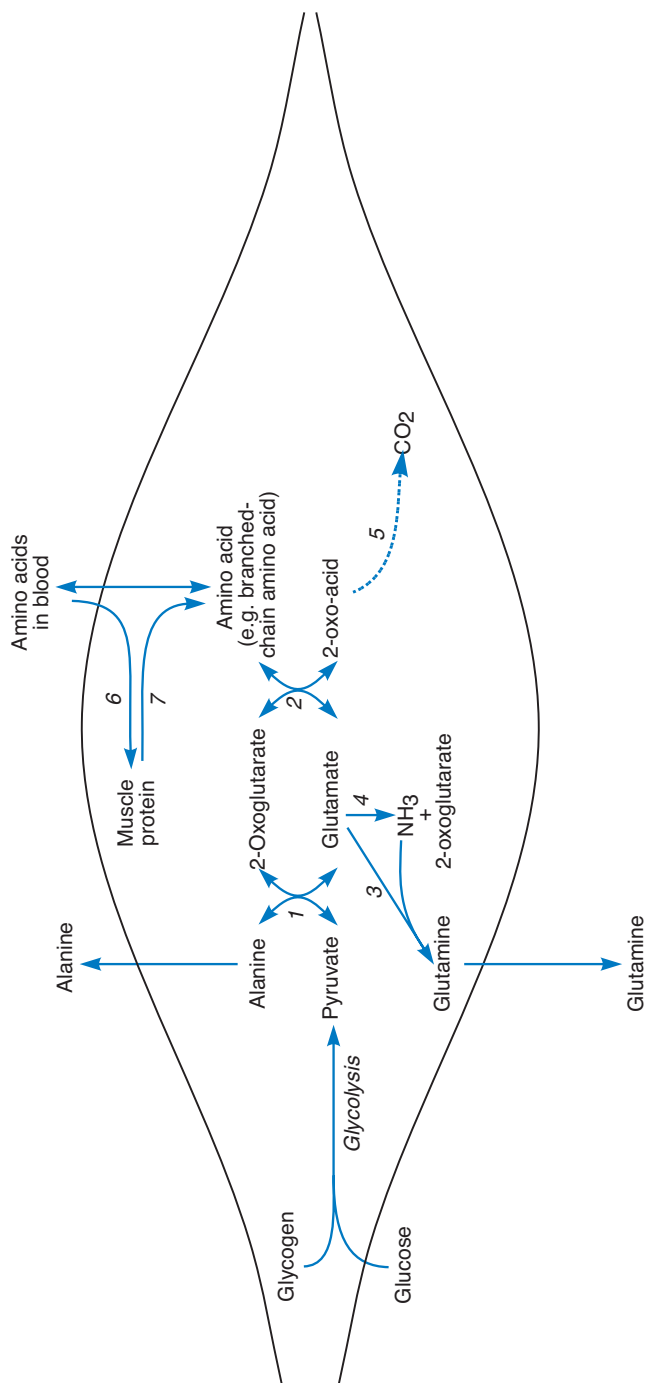 Amino acids
in blood
6
7
Muscle
protein
Alanine
Amino acid
(e.g. branched-
chain amino acid)
2-Oxoglutarate
Alanine
2
1
2-oxo-acid
Glutamate
Pyruvate
Glycolysis
Glycogen
Glucose
5
CO2
4
3
NH3
+
2-oxoglutarate
Glutamine
Glutamine